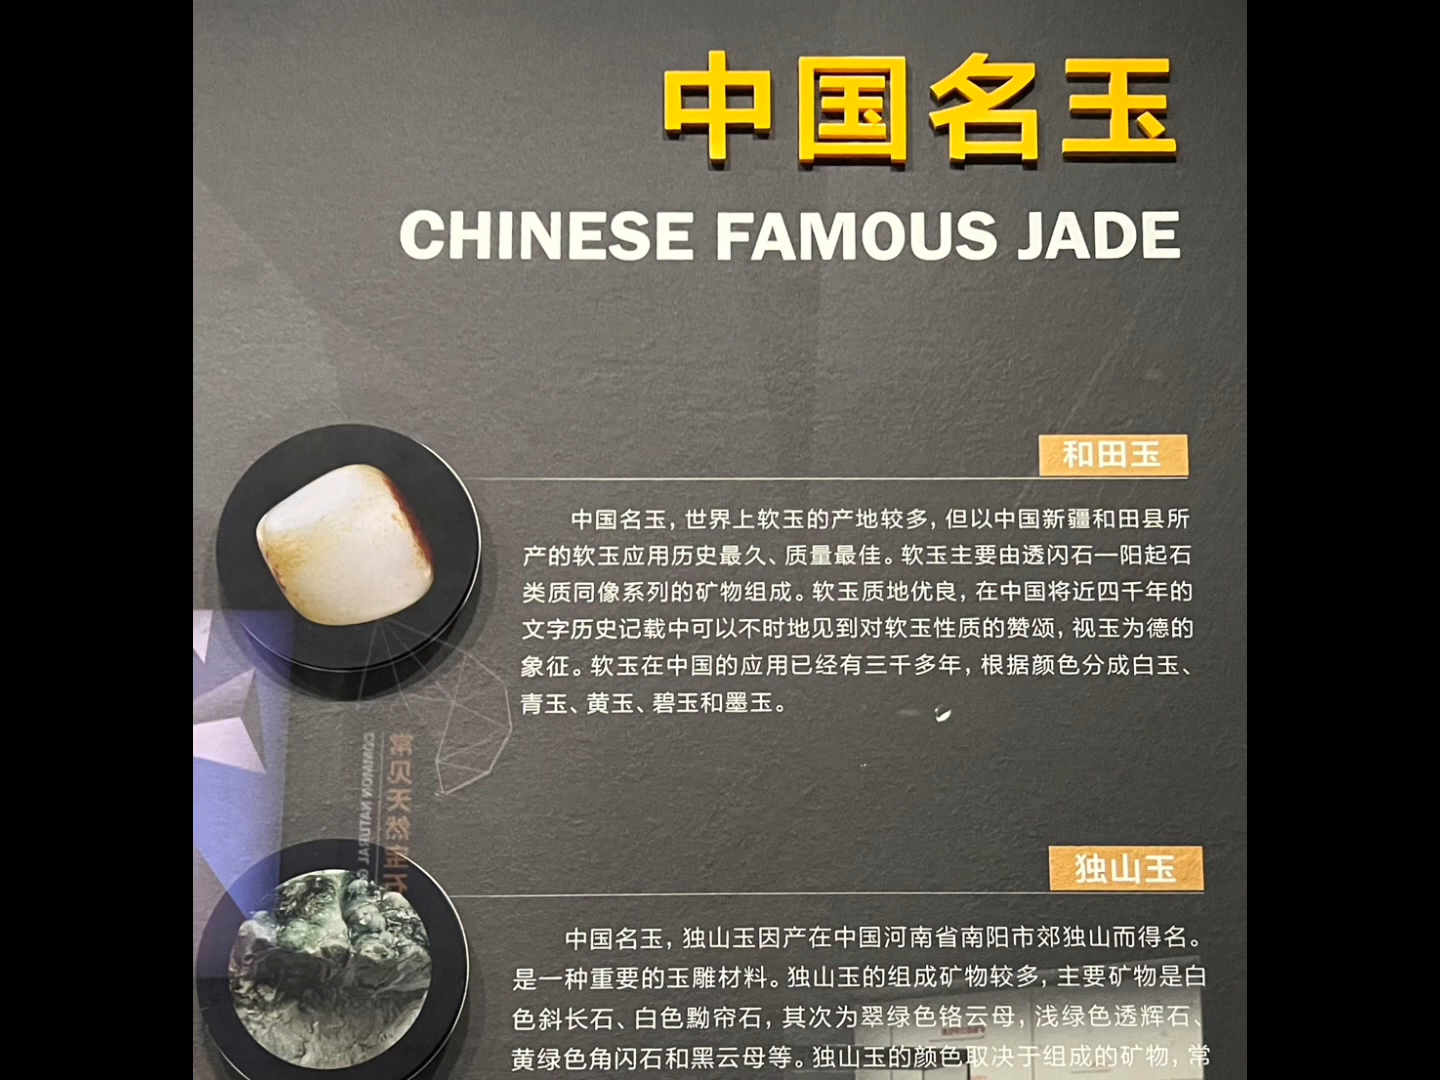 中国名玉
CHINESE FAMOUS JADE
和田玉
中国名玉，世界上软玉的产地较多，但以中国新疆和田县所
产的软玉应用历史最久、质量最佳。软玉主要由透闪石—阳起石
类质同像系列的矿物组成。软玉质地优良，在中国将近四千年的
文字历史记载中可以不时地见到对软玉性质的赞颂，视玉为德的
象征。软玉在中国的应用已经有三千多年，根据颜色分成白玉、
青玉、黄玉、碧玉和墨玉。
常见天然宝石
COMMON NATURAL
独山玉
中国名玉，独山玉因产在中国河南省南阳市郊独山而得名。
是一种重要的玉雕材料。独山玉的组成矿物较多，主要矿物是白
色斜长石、白色黝帘石，其次为翠绿色铬云母，浅绿色透辉石、
黄绿色角闪石和黑云母等。独山玉的颜色取决于组成的矿物，常